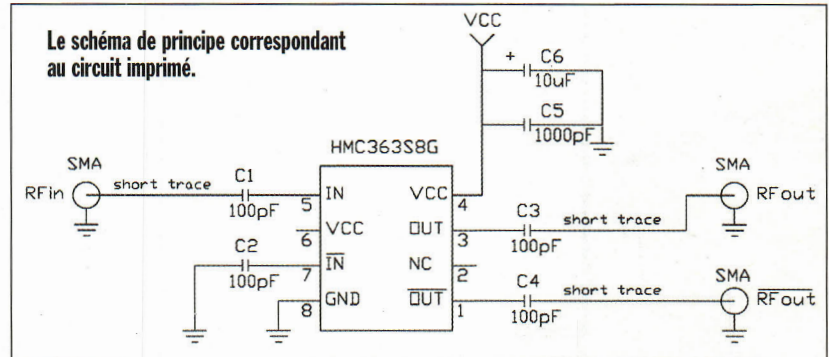 Le schéma de principe correspondant
au circuit imprimé.
VCC
+ C6
10uF
C5
1000pF
HMC363S8G
SMA
RFin
short trace
C1
100pF
5 IN
6 VCC
C2
100pF
7 IN
8 GND
VCC 4
OUT 3
NC 2
OUT 1
C3
100pF
short trace
SMA
RFout
C4
100pF
short trace
SMA
RFout